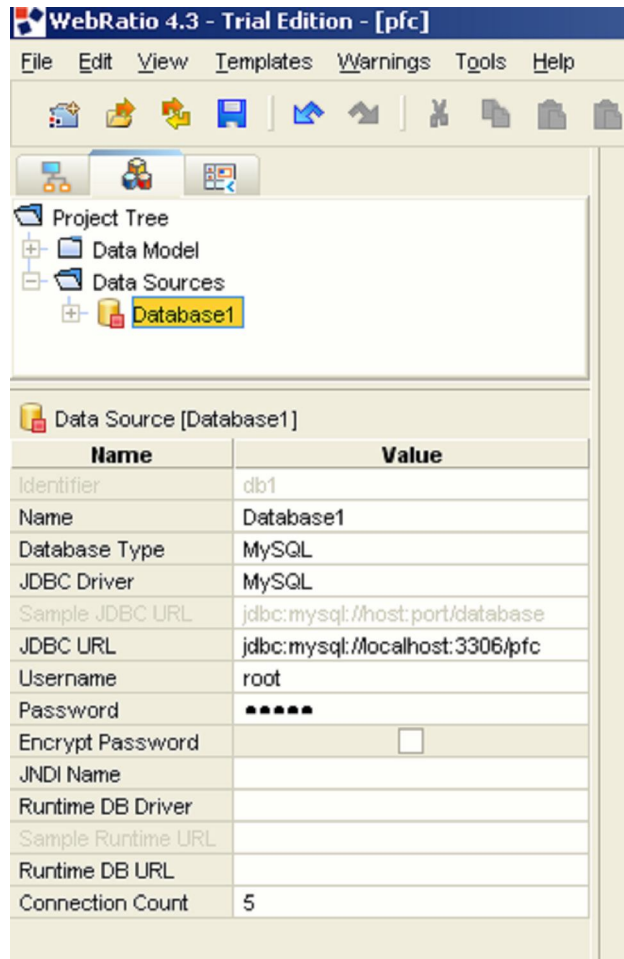 WebRatio 4.3 - Trial Edition - [pfc]
File Edit View Templates Warnings Tools Help
Project Tree
Data Model
Data Sources
Database1
Data Source [Database1]
Name Value
Identifier db1
Name Database1
Database Type MySQL
JDBC Driver MySQL
Sample JDBC URL jdbc:mysql://host:port/database
JDBC URL jdbc:mysql://localhost:3306/pfc
Username root
Password •••••
Encrypt Password
JNDI Name
Runtime DB Driver
Sample Runtime URL
Runtime DB URL
Connection Count 5